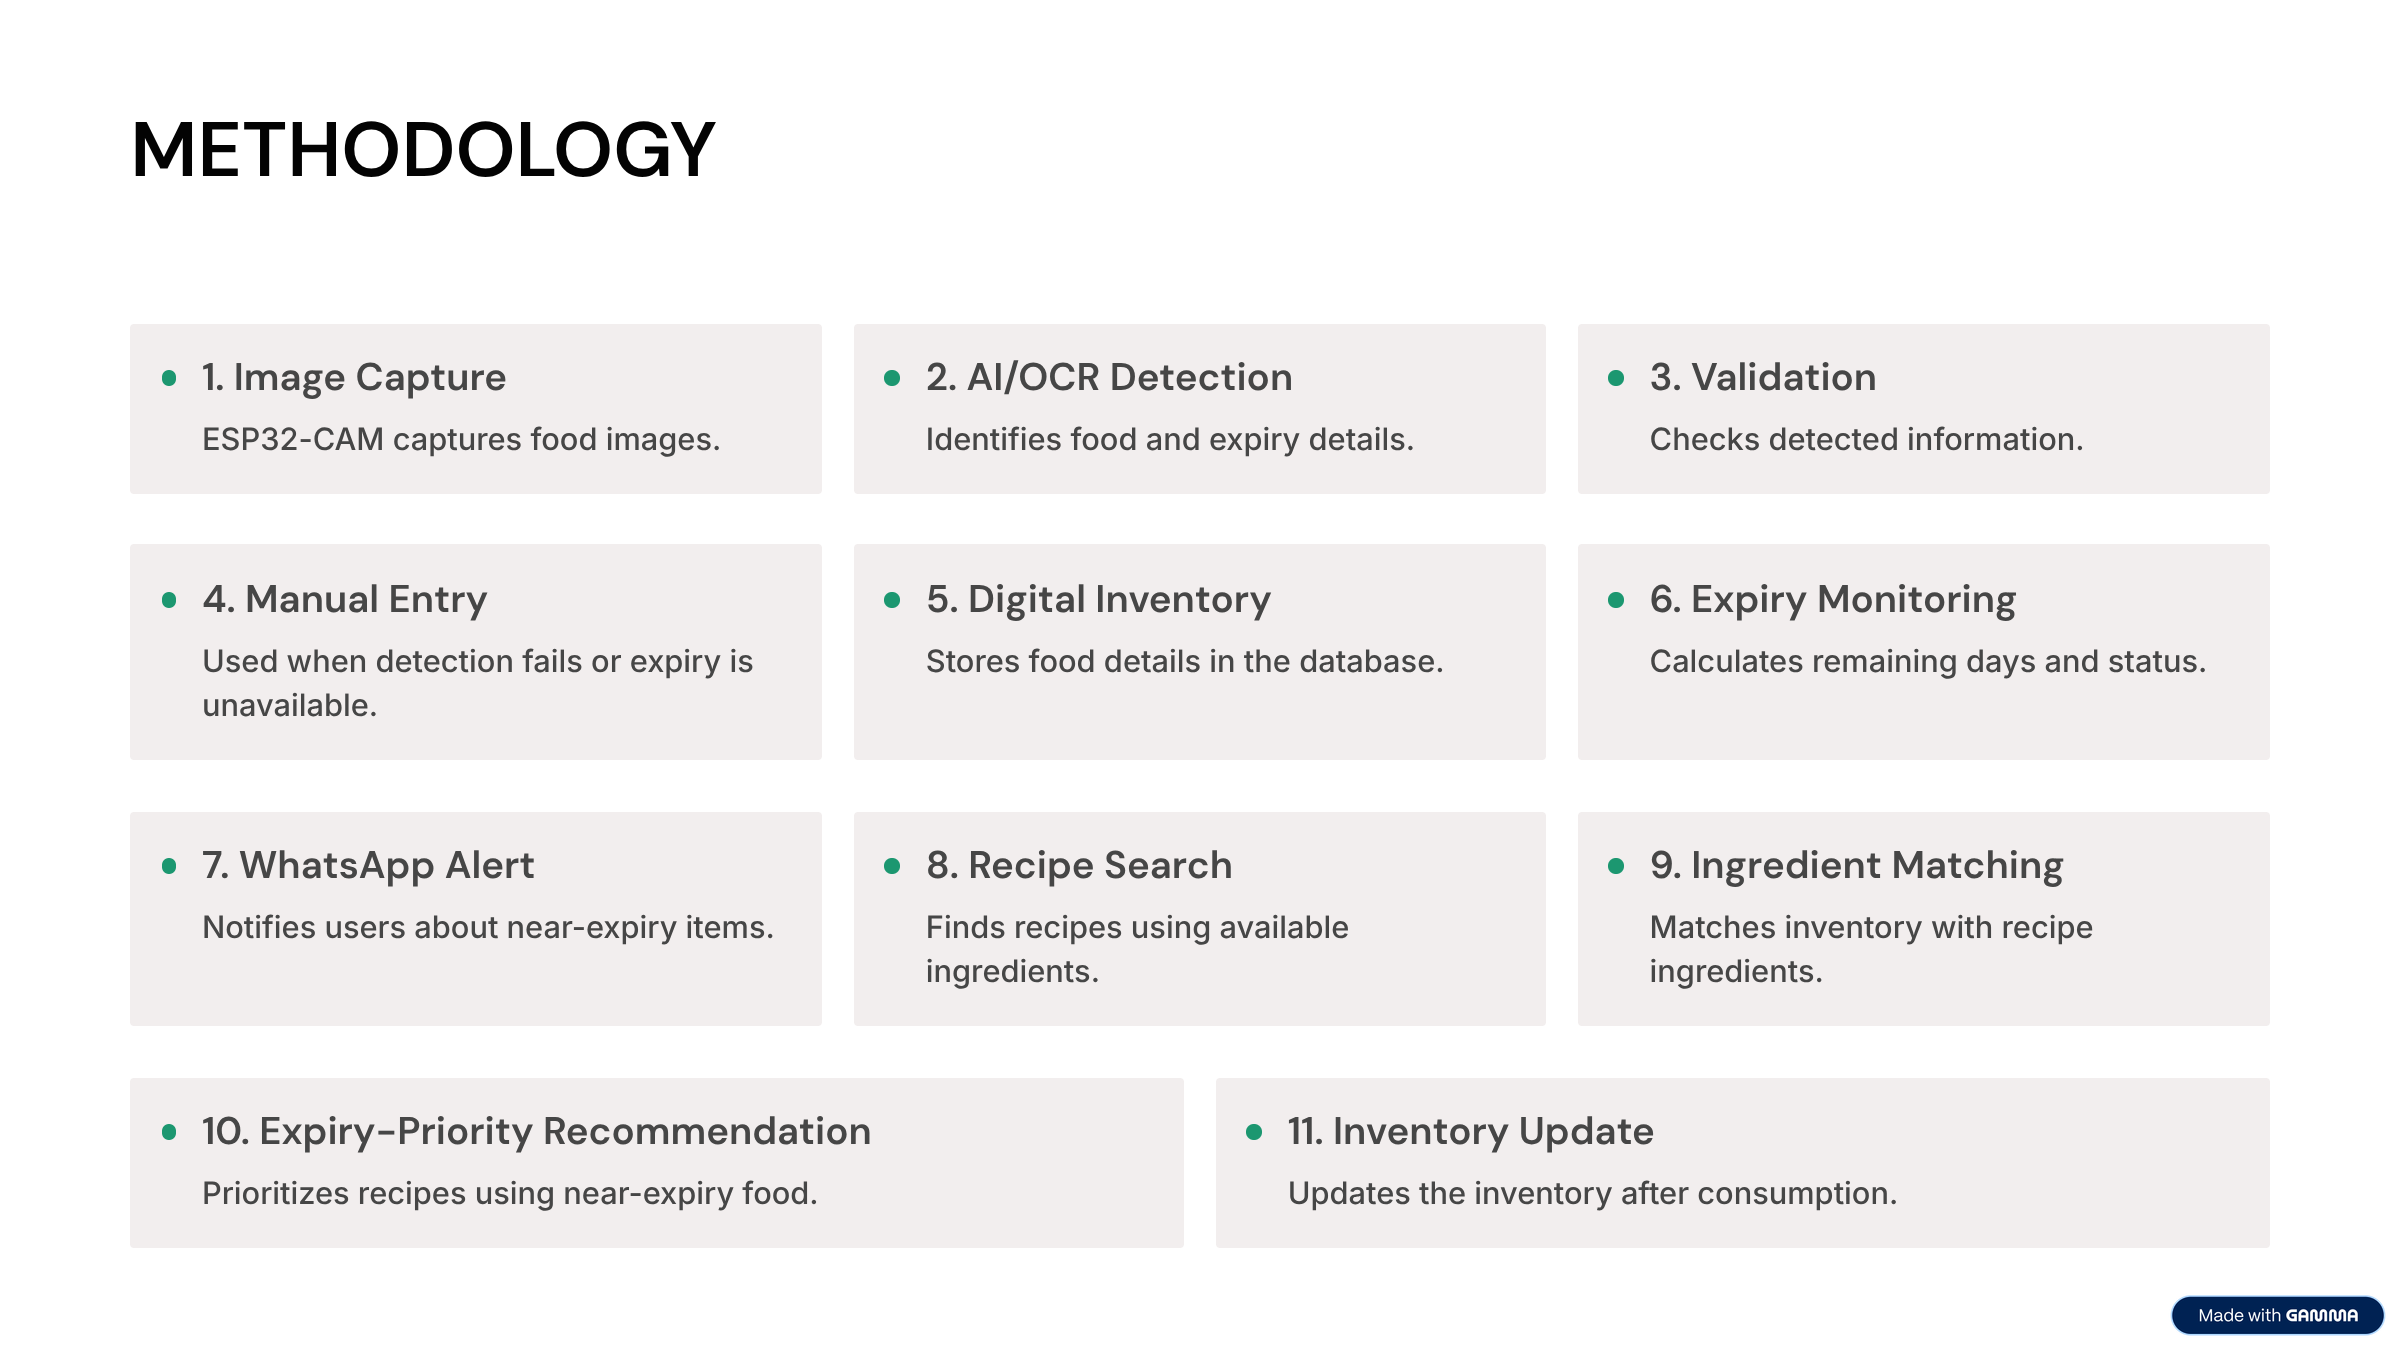 METHODOLOGY
1. Image Capture
ESP32-CAM captures food images.
2. AI/OCR Detection
Identifies food and expiry details.
3. Validation
Checks detected information.
4. Manual Entry
Used when detection fails or expiry is
unavailable.
5. Digital Inventory
Stores food details in the database.
6. Expiry Monitoring
Calculates remaining days and status.
7. WhatsApp Alert
Notifies users about near-expiry items.
8. Recipe Search
Finds recipes using available
ingredients.
9. Ingredient Matching
Matches inventory with recipe
ingredients.
10. Expiry-Priority Recommendation
Prioritizes recipes using near-expiry food.
11. Inventory Update
Updates the inventory after consumption.
Made with GAMMA